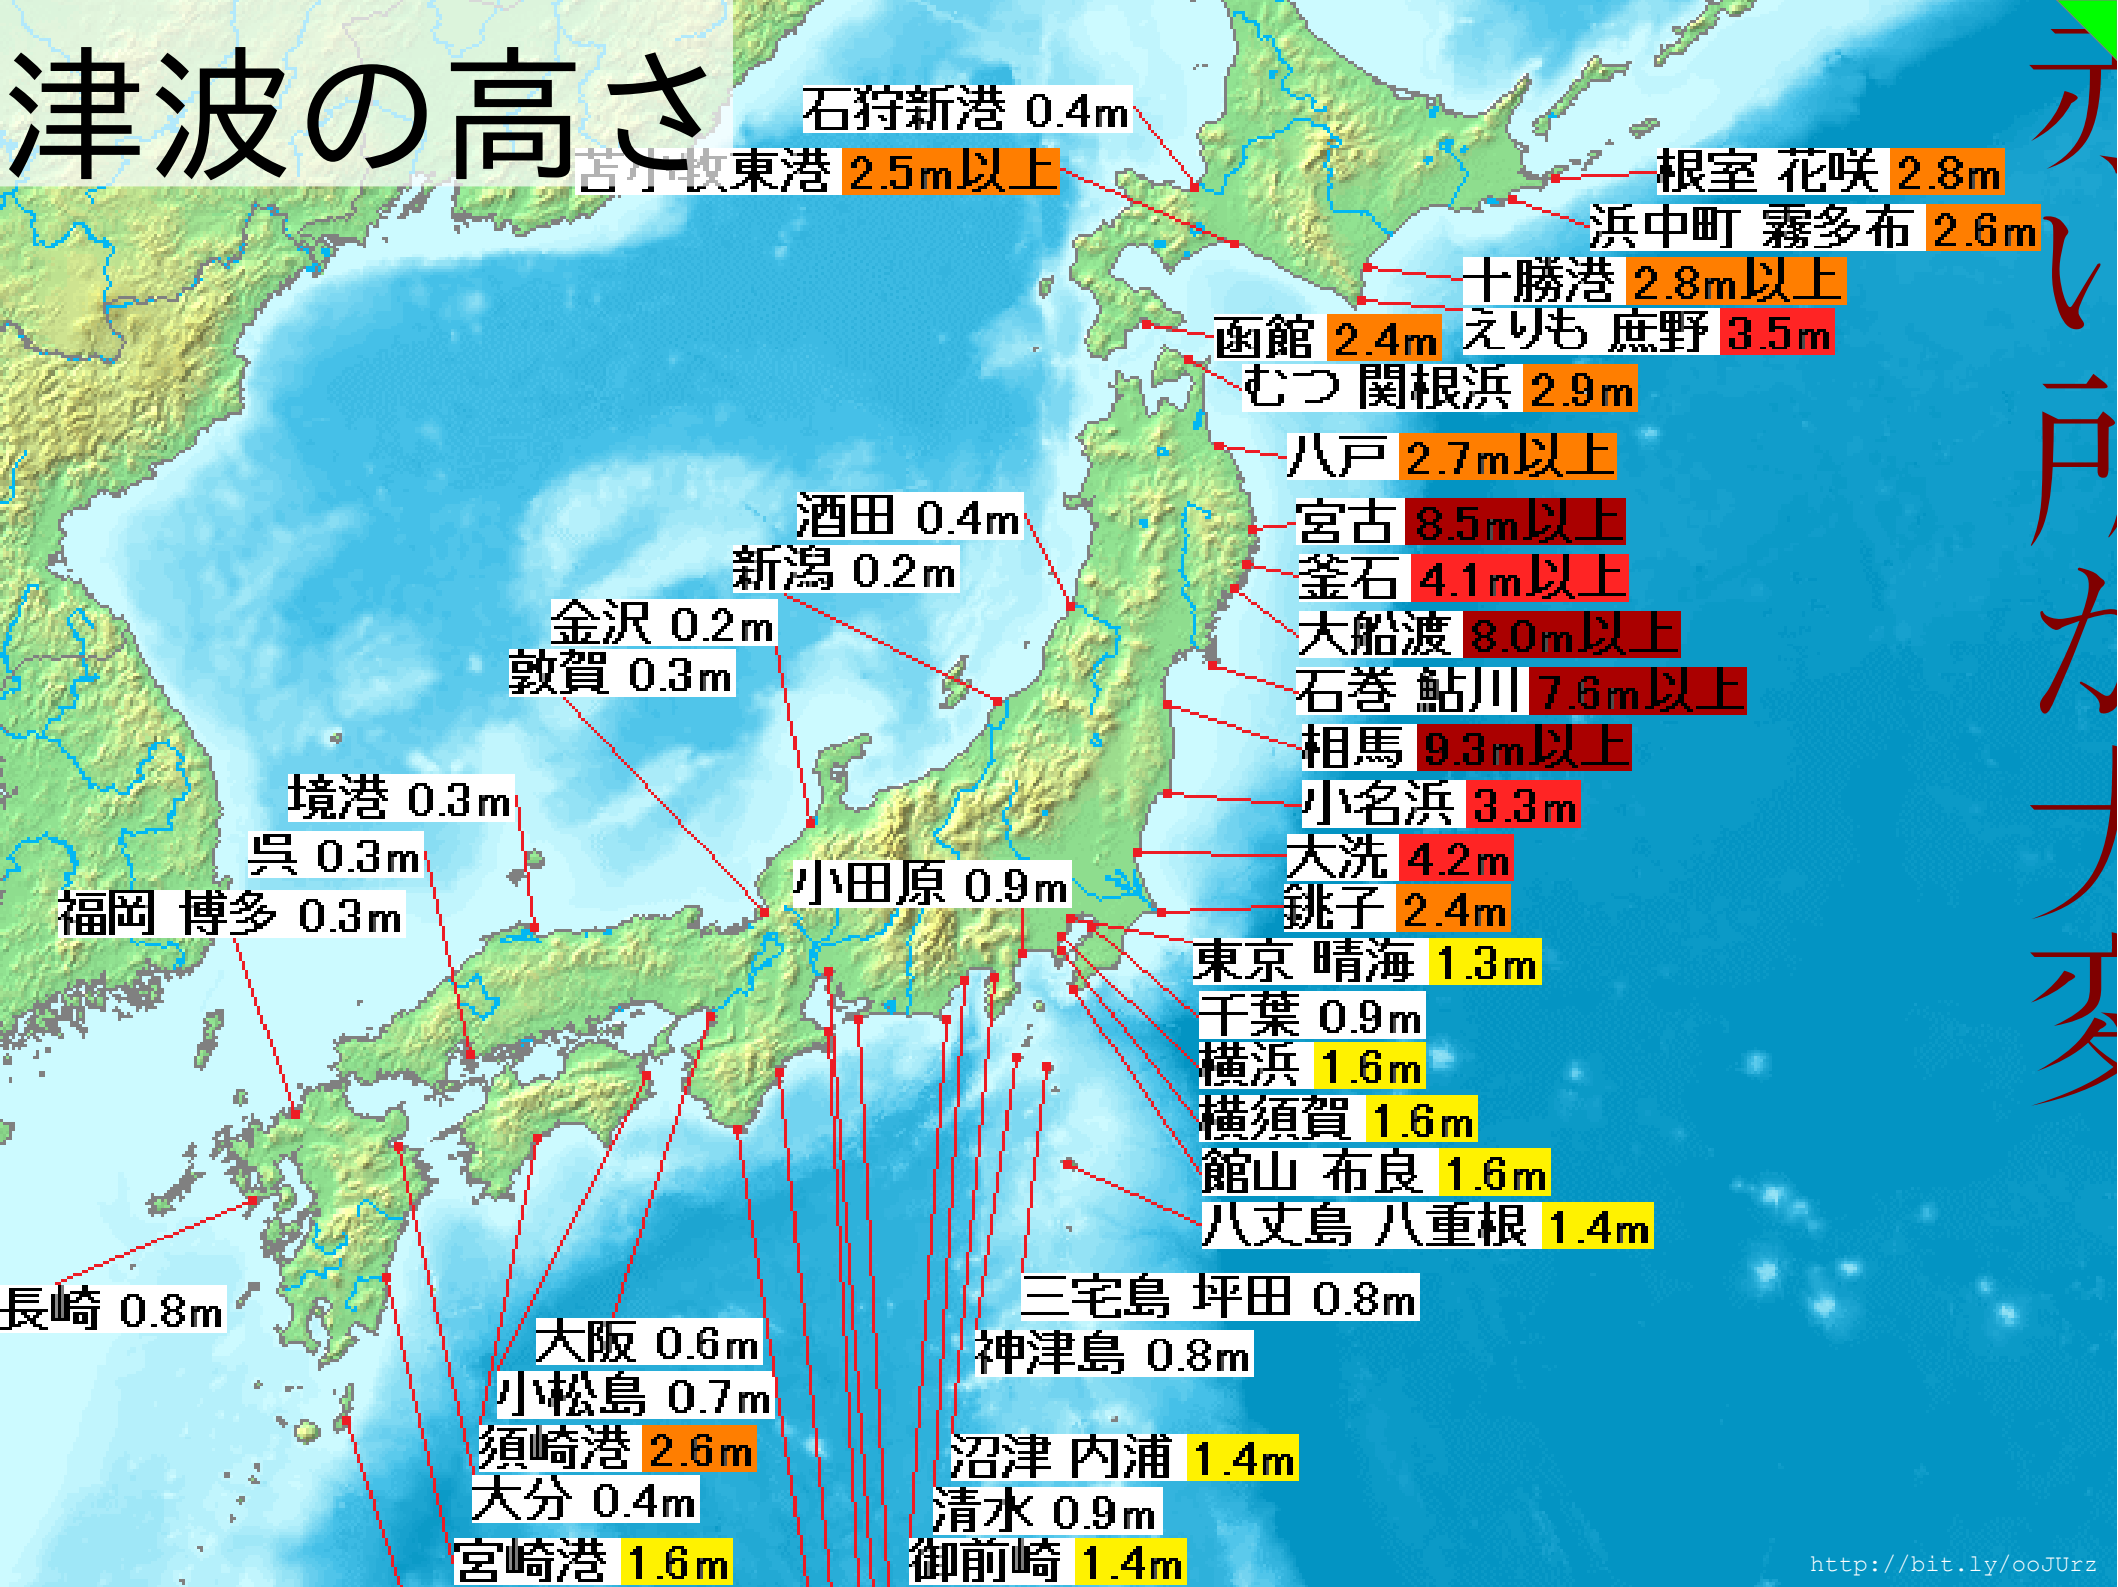 津波の高さ
石狩新港 0.4m
苫小牧東港 2.5m以上
根室 花咲 2.8m
浜中町 霧多布 2.6m
十勝港 2.8m以上
えりも 庶野 3.5m
函館 2.4m
むつ 関根浜 2.9m
八戸 2.7m以上
宮古 8.5m以上
釜石 4.1m以上
大船渡 8.0m以上
石巻 鮎川 7.6m以上
相馬 9.3m以上
小名浜 3.3m
大洗 4.2m
銚子 2.4m
東京 晴海 1.3m
千葉 0.9m
横浜 1.6m
横須賀 1.6m
館山 布良 1.6m
八丈島 八重根 1.4m
三宅島 坪田 0.8m
神津島 0.8m
沼津 内浦 1.4m
清水 0.9m
御前崎 1.4m
酒田 0.4m
新潟 0.2m
金沢 0.2m
敦賀 0.3m
境港 0.3m
呉 0.3m
福岡 博多 0.3m
小田原 0.9m
長崎 0.8m
大阪 0.6m
小松島 0.7m
須崎港 2.6m
大分 0.4m
宮崎港 1.6m
赤い所が大変
http://bit.ly/ooJUrz